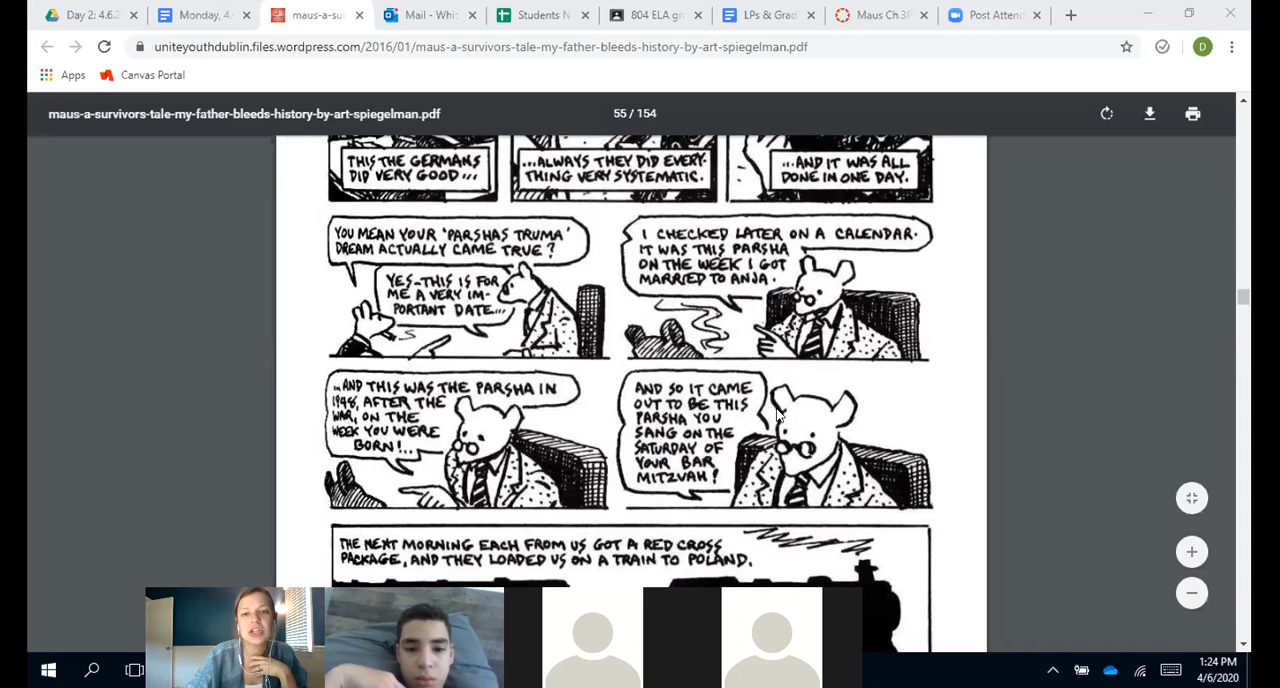 Day 2: 4.6.2
Monday, 4.
maus-a-sur
Mail - Whi
Students N
804 ELA g
LPs & Grad
Maus Ch.3
Post Attend
uniteyouthdublin.files.wordpress.com/2016/01/maus-a-survivors-tale-my-father-bleeds-history-by-art-spiegelman.pdf
D
Apps
Canvas Portal
maus-a-survivors-tale-my-father-bleeds-history-by-art-spiegelman.pdf
55 / 154
THIS THE GERMANS
DID VERY GOOD...
...ALWAYS THEY DID EVERY-
THING VERY SYSTEMATIC.
...AND IT WAS ALL
DONE IN ONE DAY.
YOU MEAN YOUR 'PARSHAS TRUMA'
DREAM ACTUALLY CAME TRUE?
YES-THIS IS FOR
ME A VERY IM-
PORTANT DATE...
I CHECKED LATER ON A CALENDAR.
IT WAS THIS PARSHA
ON THE WEEK I GOT
MARRIED TO ANJA.
...AND THIS WAS THE PARSHA IN
1948, AFTER THE
WAR, ON THE
WEEK YOU WERE
BORN!..
AND SO IT CAME
OUT TO BE THIS
PARSHA YOU
SANG ON THE
SATURDAY OF
YOUR BAR
MITZVAH!
THE NEXT MORNING EACH FROM US GOT A RED CROSS
PACKAGE, AND THEY LOADED US ON A TRAIN TO POLAND.
1:24 PM
4/6/2020